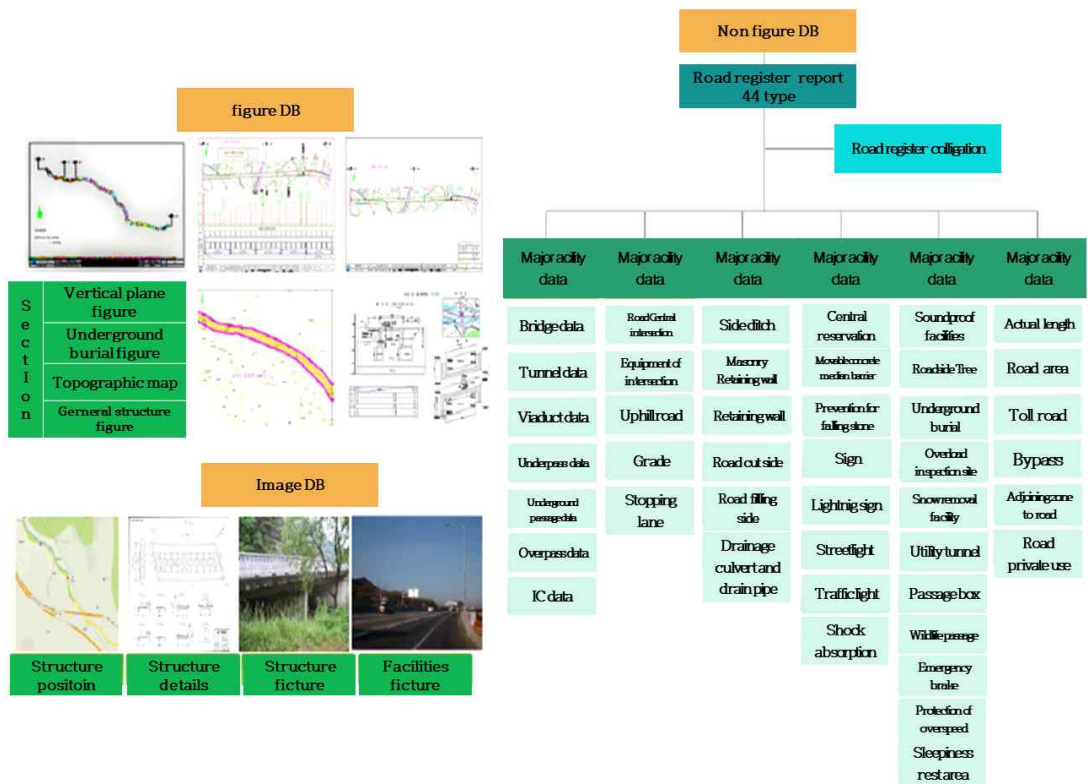 Non figure DB
Road register report
44 type
Road register colligation
figure DB
Section
Vertical plane
figure
Underground
burial figure
Topographic map
Gerneral structure
figure
Image DB
Structure
positoin
Structure
details
Structure
ficture
Facilities
ficture
Major acility
data
Bridge data
Tunnel data
Viaduct data
Underpass data
Underground
passage data
Overpass data
IC data
Major acility
data
Road Central
intersection
Equipment of
intersection
Uphill road
Grade
Stopping
lane
Major acility
data
Side ditch
Masonry
Retaining wall
Retaining wall
Road cut side
Road filling
side
Drainage
culvert and
drain pipe
Major acility
data
Central
reservation
Movable concrete
median barrier
Prevention for
falling stone
Sign
Lightnig sign
Streetlight
Traffic light
Shock
absorption
Major acility
data
Soundproof
facilities
Roadside Tree
Underground
burial
Overload
inspection site
Snow removal
facility
Utility tunnel
Passage box
Wildlife passage
Emergency
brake
Protection of
overspeed
Sleepiness
rest area
Major acility
data
Actual length
Road area
Toll road
Bypass
Adjoining zone
to road
Road
private use